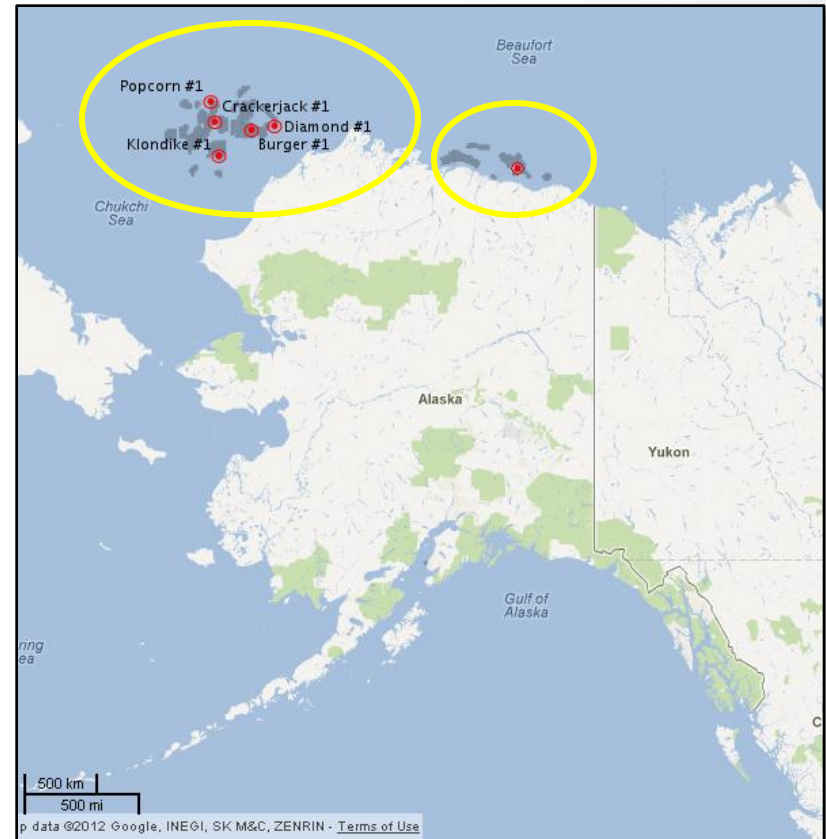 Beaufort
Sea
Popcorn #1
Crackerjack #1
Diamond #1
Klondike #1
Burger #1
Chukchi
Sea
Alaska
Yukon
Gulf of
Alaska
ring
ea
C
500 km
500 mi
p data ©2012 Google, INEGI, SK M&C, ZENRIN - Terms of Use